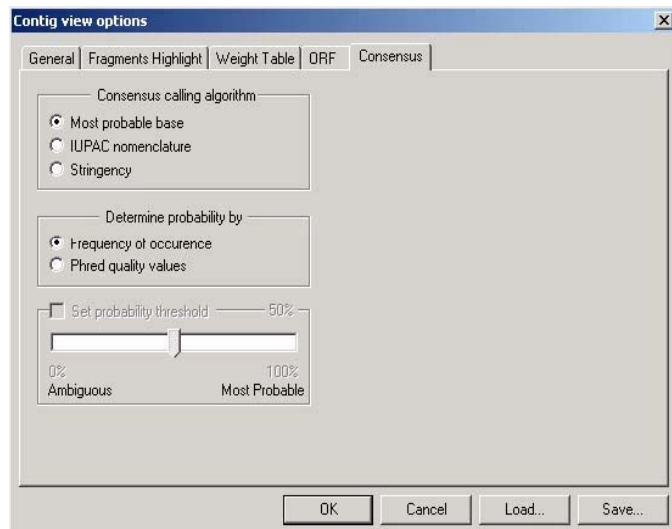 Contig view options
General Fragments Highlight Weight Table ORF Consensus
Consensus calling algorithm
Most probable base
IUPAC nomenclature
Stringency
Determine probability by
Frequency of occurence
Phred quality values
Set probability threshold 50%
0% 100%
Ambiguous Most Probable
OK Cancel Load... Save...